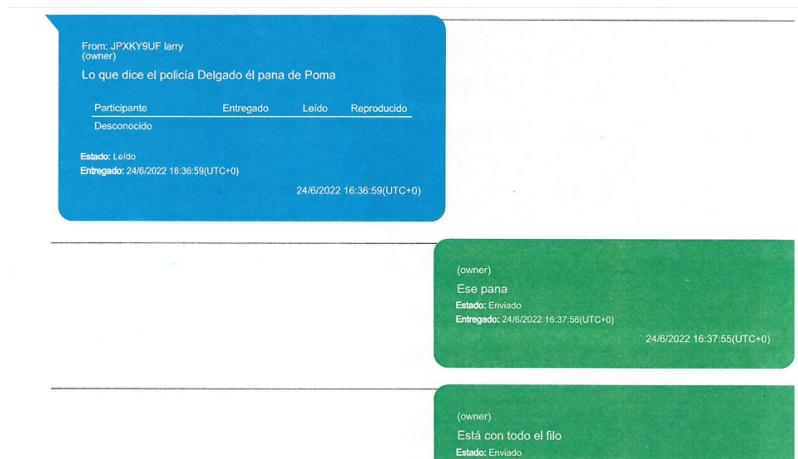 From: JPXKY9UF larry
(owner)
Lo que dice el policía Delgado él pana de Poma
Participante Entregado Leído Reproducido
Desconocido
Estado: Leído
Entregado: 24/6/2022 16:36:59(UTC+0)
24/6/2022 16:36:59(UTC+0)
(owner)
Ese pana
Estado: Enviado
Entregado: 24/6/2022 16:37:56(UTC+0)
24/6/2022 16:37:55(UTC+0)
(owner)
Está con todo el filo
Estado: Enviado